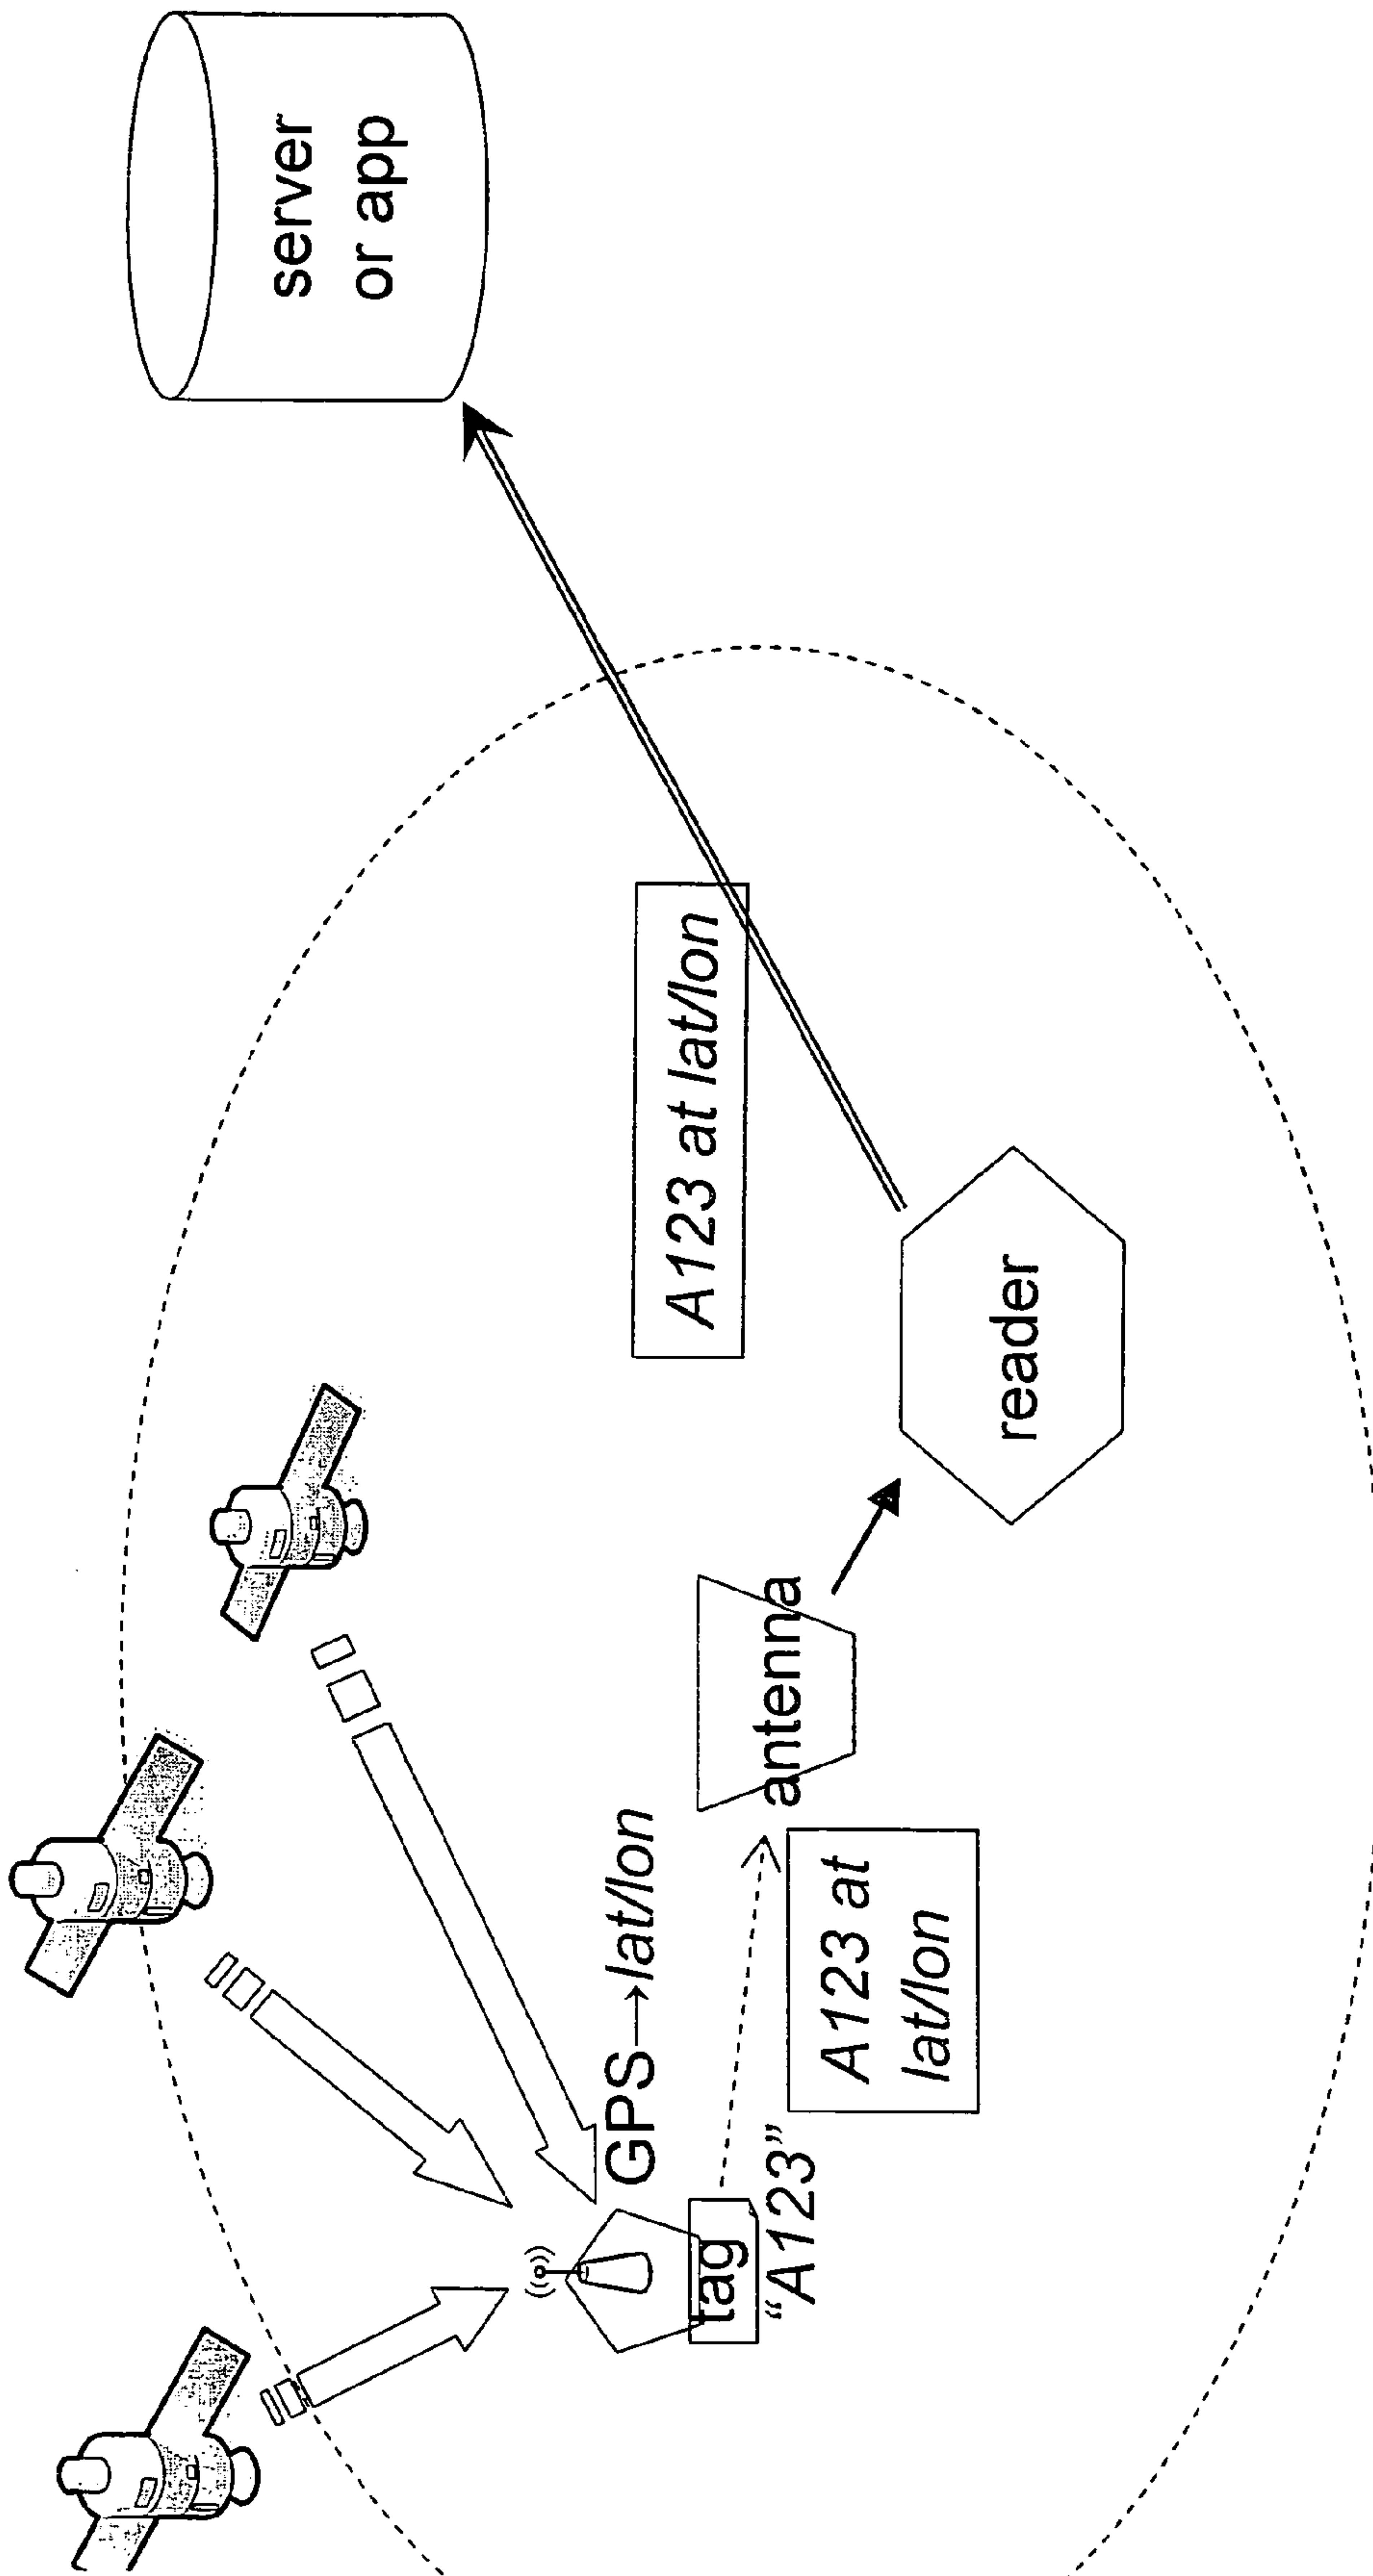 server
or app
A123 at lat/lon
reader
antenna
GPS→lat/lon
A123 at
lat/lon
tag
“A123”